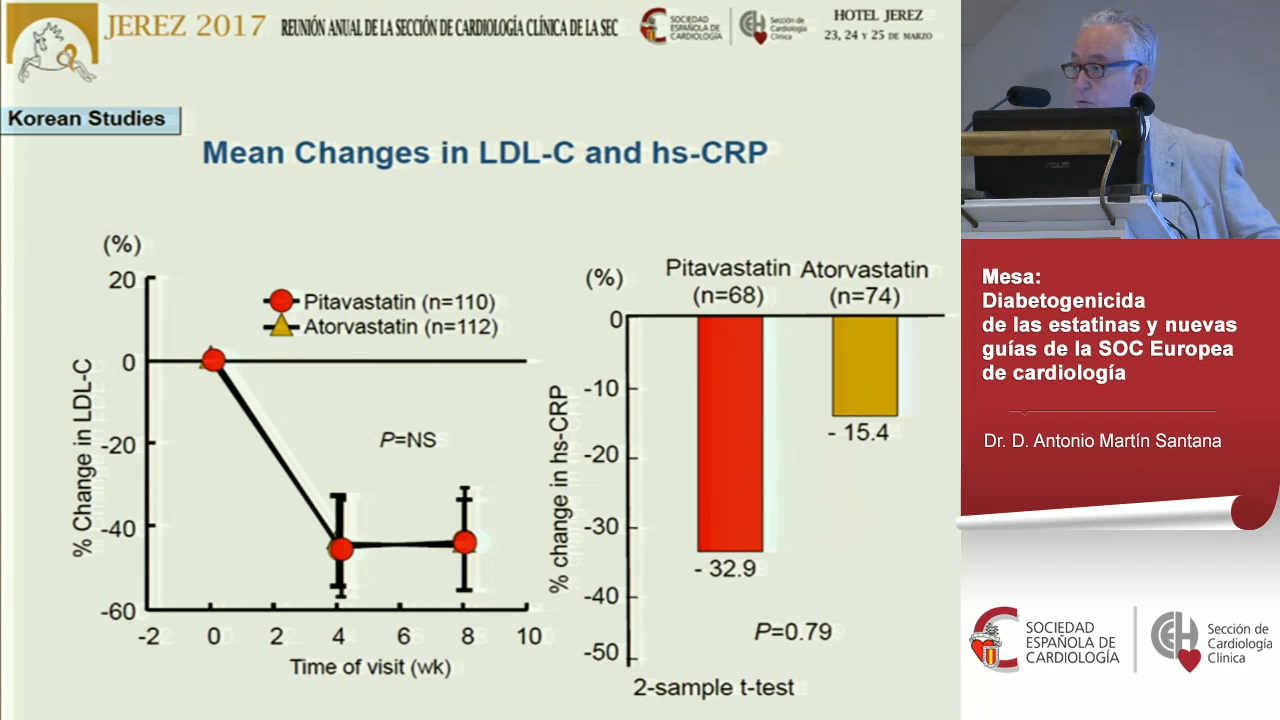 JEREZ 2017
REUNIÓN ANUAL DE LA SECCIÓN DE CARDIOLOGÍA CLÍNICA DE LA SEC
SOCIEDAD
ESPAÑOLA DE
CARDIOLOGÍA
Sección de
Cardiología
Clínica
HOTEL JEREZ
23, 24 y 25 DE MARZO
Korean Studies
Mean Changes in LDL-C and hs-CRP
(%)
20
0
-20
-40
-60
% Change in LDL-C
Pitavastatin (n=110)
Atorvastatin (n=112)
P=NS
-2 0 2 4 6 8 10
Time of visit (wk)
(%)
Pitavastatin Atorvastatin
(n=68) (n=74)
0
-10
-20
-30
-40
-50
% change in hs-CRP
- 15.4
- 32.9
P=0.79
2-sample t-test
ASUS
Mesa:
Diabetogenicida
de las estatinas y nuevas
guías de la SOC Europea
de cardiología
Dr. D. Antonio Martín Santana
SOCIEDAD
ESPAÑOLA DE
CARDIOLOGÍA
Sección de
Cardiología
Clínica